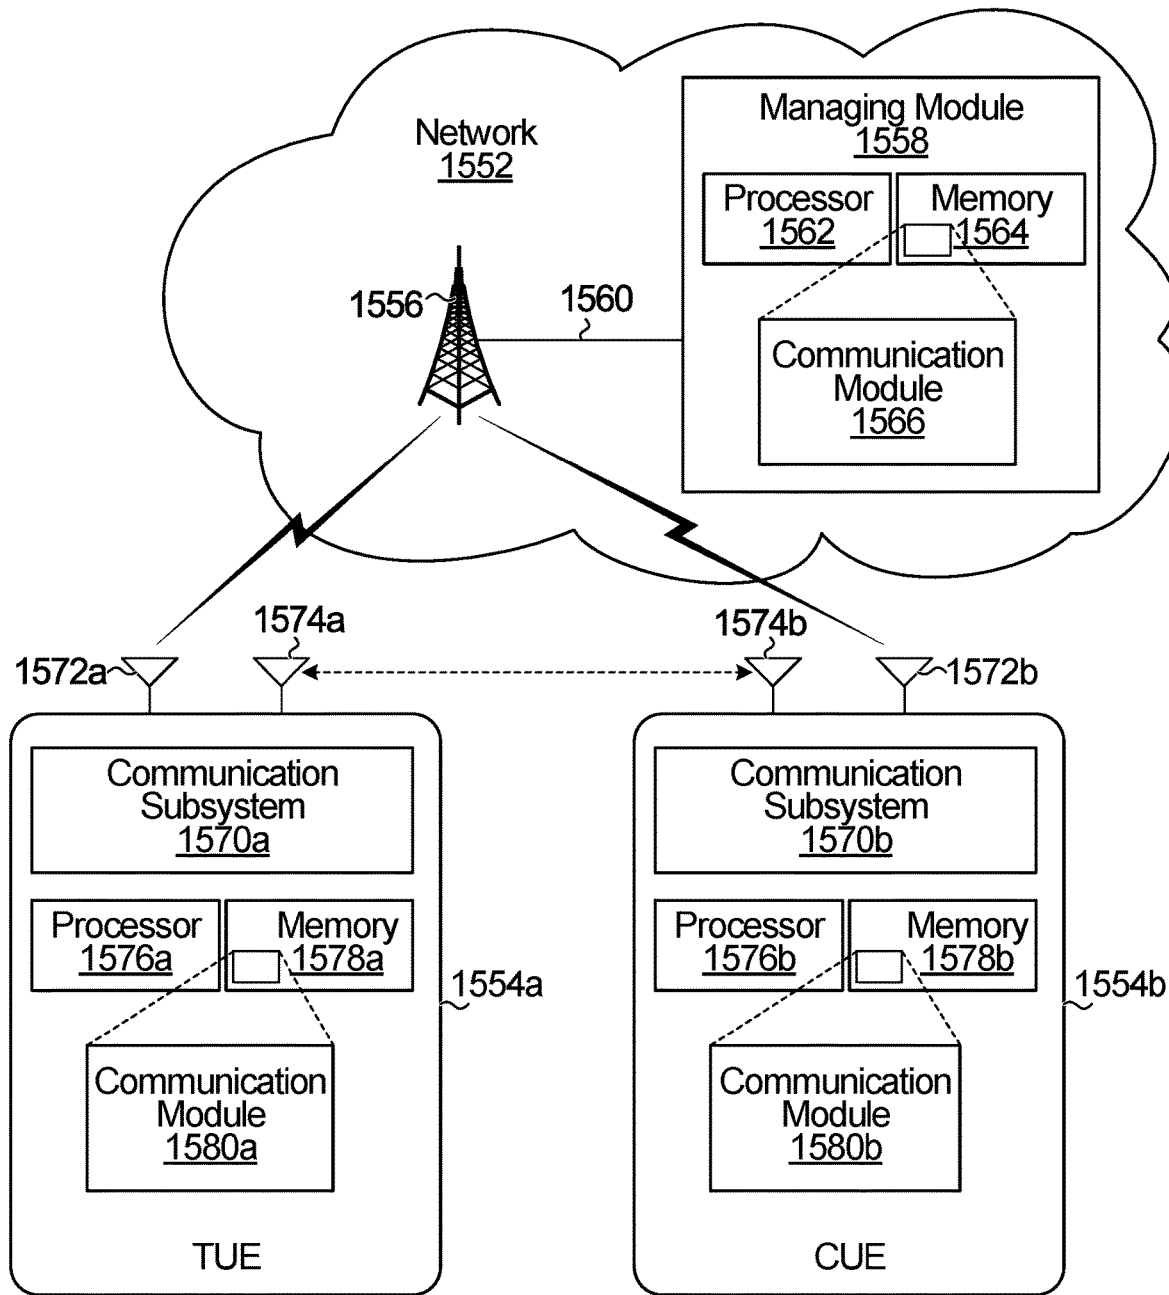 Network
1552
Managing Module
1558
Processor
1562
Memory
1564
1556
1560
Communication
Module
1566
1572a
1574a
1574b
1572b
Communication
Subsystem
1570a
Communication
Subsystem
1570b
Processor
1576a
Memory
1578a
1554a
Processor
1576b
Memory
1578b
1554b
Communication
Module
1580a
Communication
Module
1580b
TUE
CUE